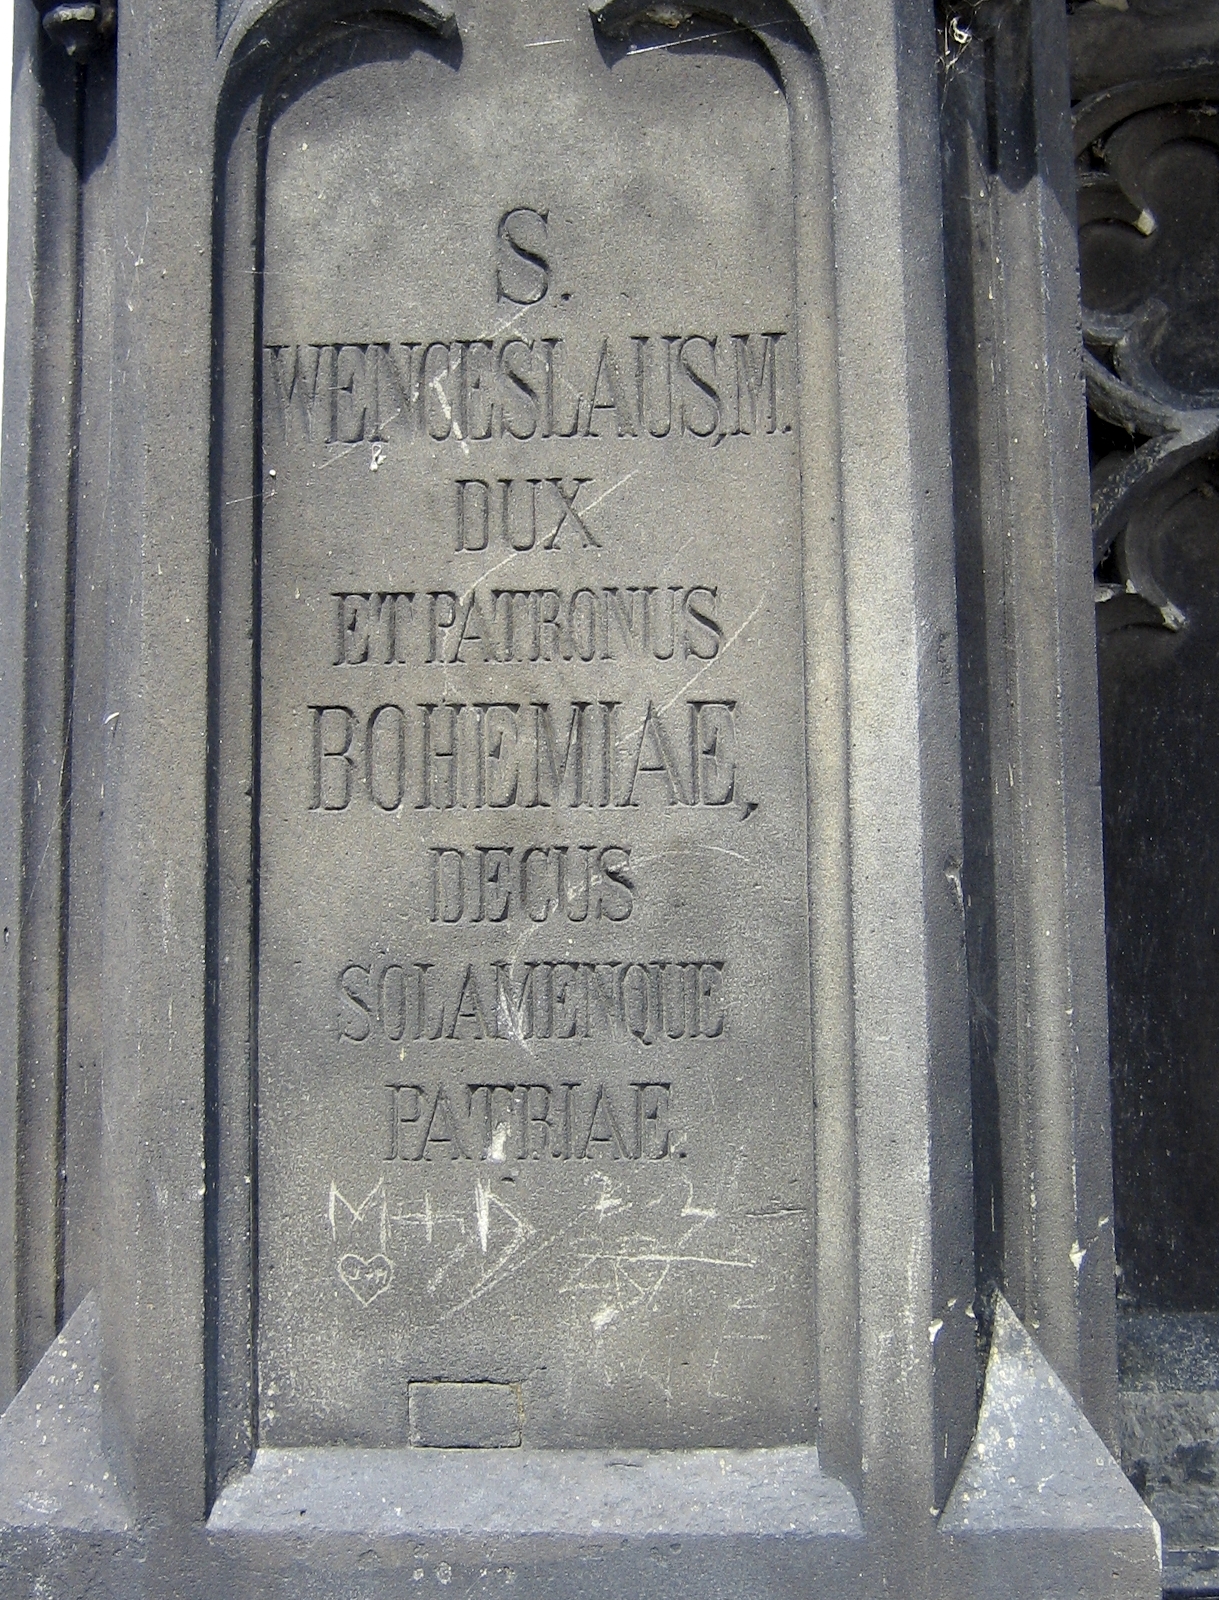 S.
WENCESLAUS, M.
DUX
ET PATRONUS
BOHEMIAE,
DECUS
SOLAMENQUE
PATRIAE.
M+D